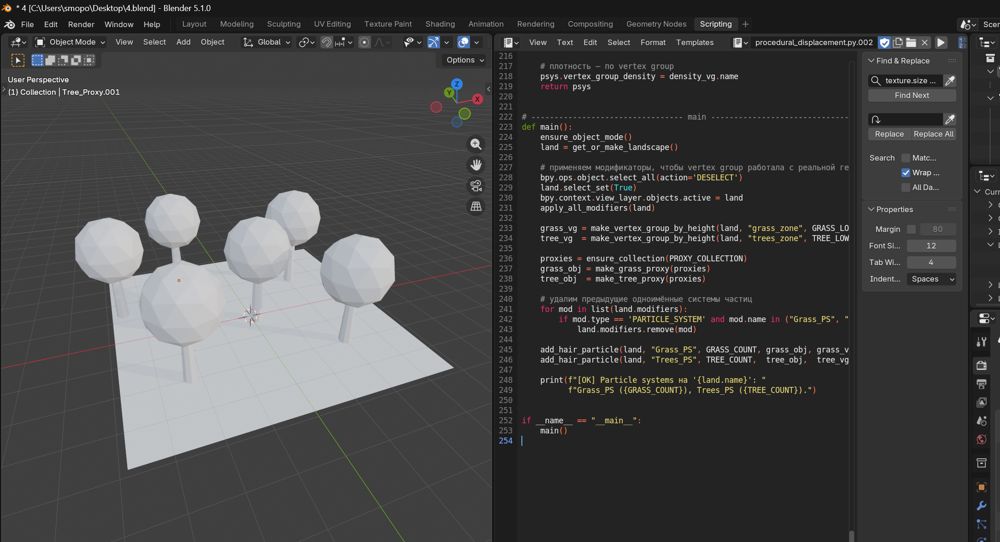 * 4 [C:\Users\smopo\Desktop\4.blend] - Blender 5.1.0
File Edit Render Window Help Layout Modeling Sculpting UV Editing Texture Paint Shading Animation Rendering Compositing Geometry Nodes Scripting + Scer
Object Mode View Select Add Object Global
Options
User Perspective
(1) Collection | Tree_Proxy.001
Z
Y
X
View Text Edit Select Format Templates procedural_displacement.py.002
216
217     # плотность — по vertex group
218     psys.vertex_group_density = density_vg.name
219     return psys
220
221
222 # --------------------------------- main ------------------------------
223 def main():
224     ensure_object_mode()
225     land = get_or_make_landscape()
226
227     # применяем модификаторы, чтобы vertex group работала с реальной ге
228     bpy.ops.object.select_all(action='DESELECT')
229     land.select_set(True)
230     bpy.context.view_layer.objects.active = land
231     apply_all_modifiers(land)
232
233     grass_vg = make_vertex_group_by_height(land, "grass_zone", GRASS_LO
234     tree_vg  = make_vertex_group_by_height(land, "trees_zone", TREE_LOW
235
236     proxies = ensure_collection(PROXY_COLLECTION)
237     grass_obj = make_grass_proxy(proxies)
238     tree_obj  = make_tree_proxy(proxies)
239
240     # удалим предыдущие одноимённые системы частиц
241     for mod in list(land.modifiers):
242         if mod.type == 'PARTICLE_SYSTEM' and mod.name in ("Grass_PS", "
243             land.modifiers.remove(mod)
244
245     add_hair_particle(land, "Grass_PS", GRASS_COUNT, grass_obj, grass_v
246     add_hair_particle(land, "Trees_PS", TREE_COUNT,  tree_obj,  tree_vg
247
248     print(f"[OK] Particle systems на '{land.name}': "
249           f"Grass_PS ({GRASS_COUNT}), Trees_PS ({TREE_COUNT}).")
250
251
252 if __name__ == "__main__":
253     main()
254
Find & Replace
texture.size ...
Find Next
Replace Replace All
Search Matc...
Wrap ...
All Da...
Properties
Margin 80
Font Si... 12
Tab Wi... 4
Indent... Spaces
Curr